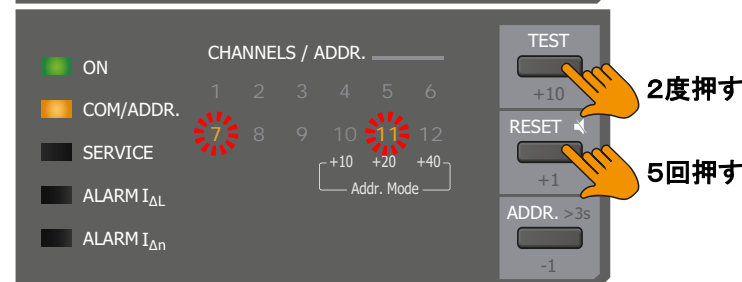 ON
COM/ADDR.
SERVICE
ALARM IΔL
ALARM IΔn
CHANNELS / ADDR.
1 2 3 4 5 6
7 8 9 10 11 12
+10 +20 +40
Addr. Mode
TEST
+10
2度押す
RESET
+1
5回押す
ADDR. >3s
-1